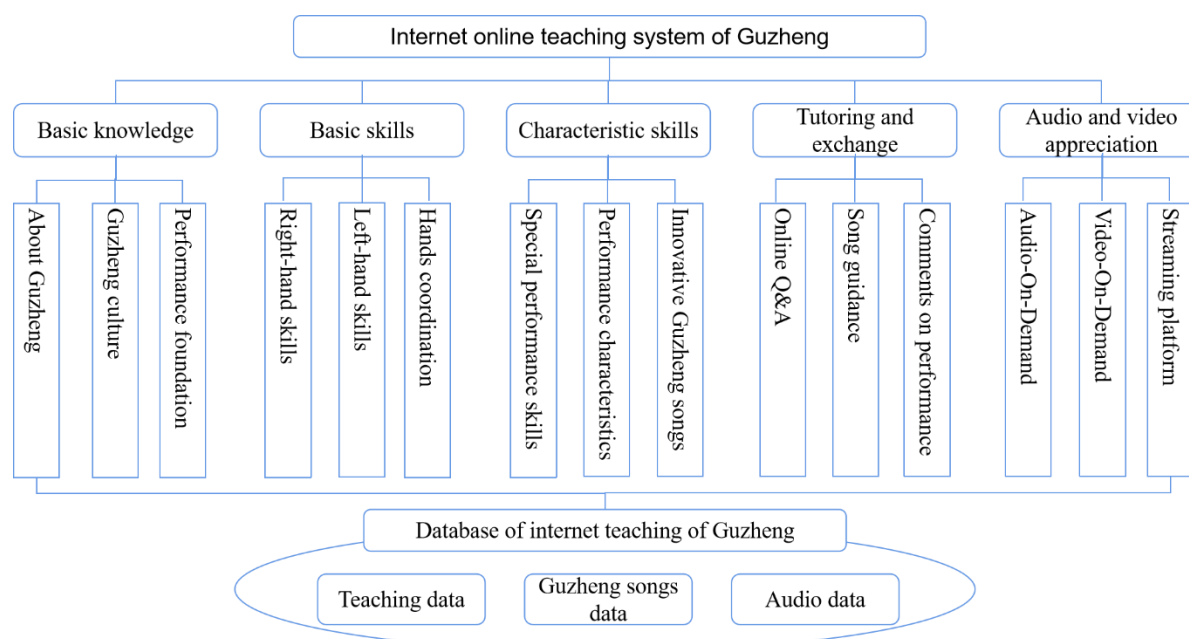 Internet online teaching system of Guzheng
Basic knowledge
Basic skills
Characteristic skills
Tutoring and
exchange
Audio and video
appreciation
About Guzheng
Guzheng culture
Performance foundation
Right-hand skills
Left-hand skills
Hands coordination
Special performance skills
Performance characteristics
Innovative Guzheng songs
Online Q&A
Song guidance
Comments on performance
Audio-On-Demand
Video-On-Demand
Streaming platform
Database of internet teaching of Guzheng
Teaching data
Guzheng songs
data
Audio data